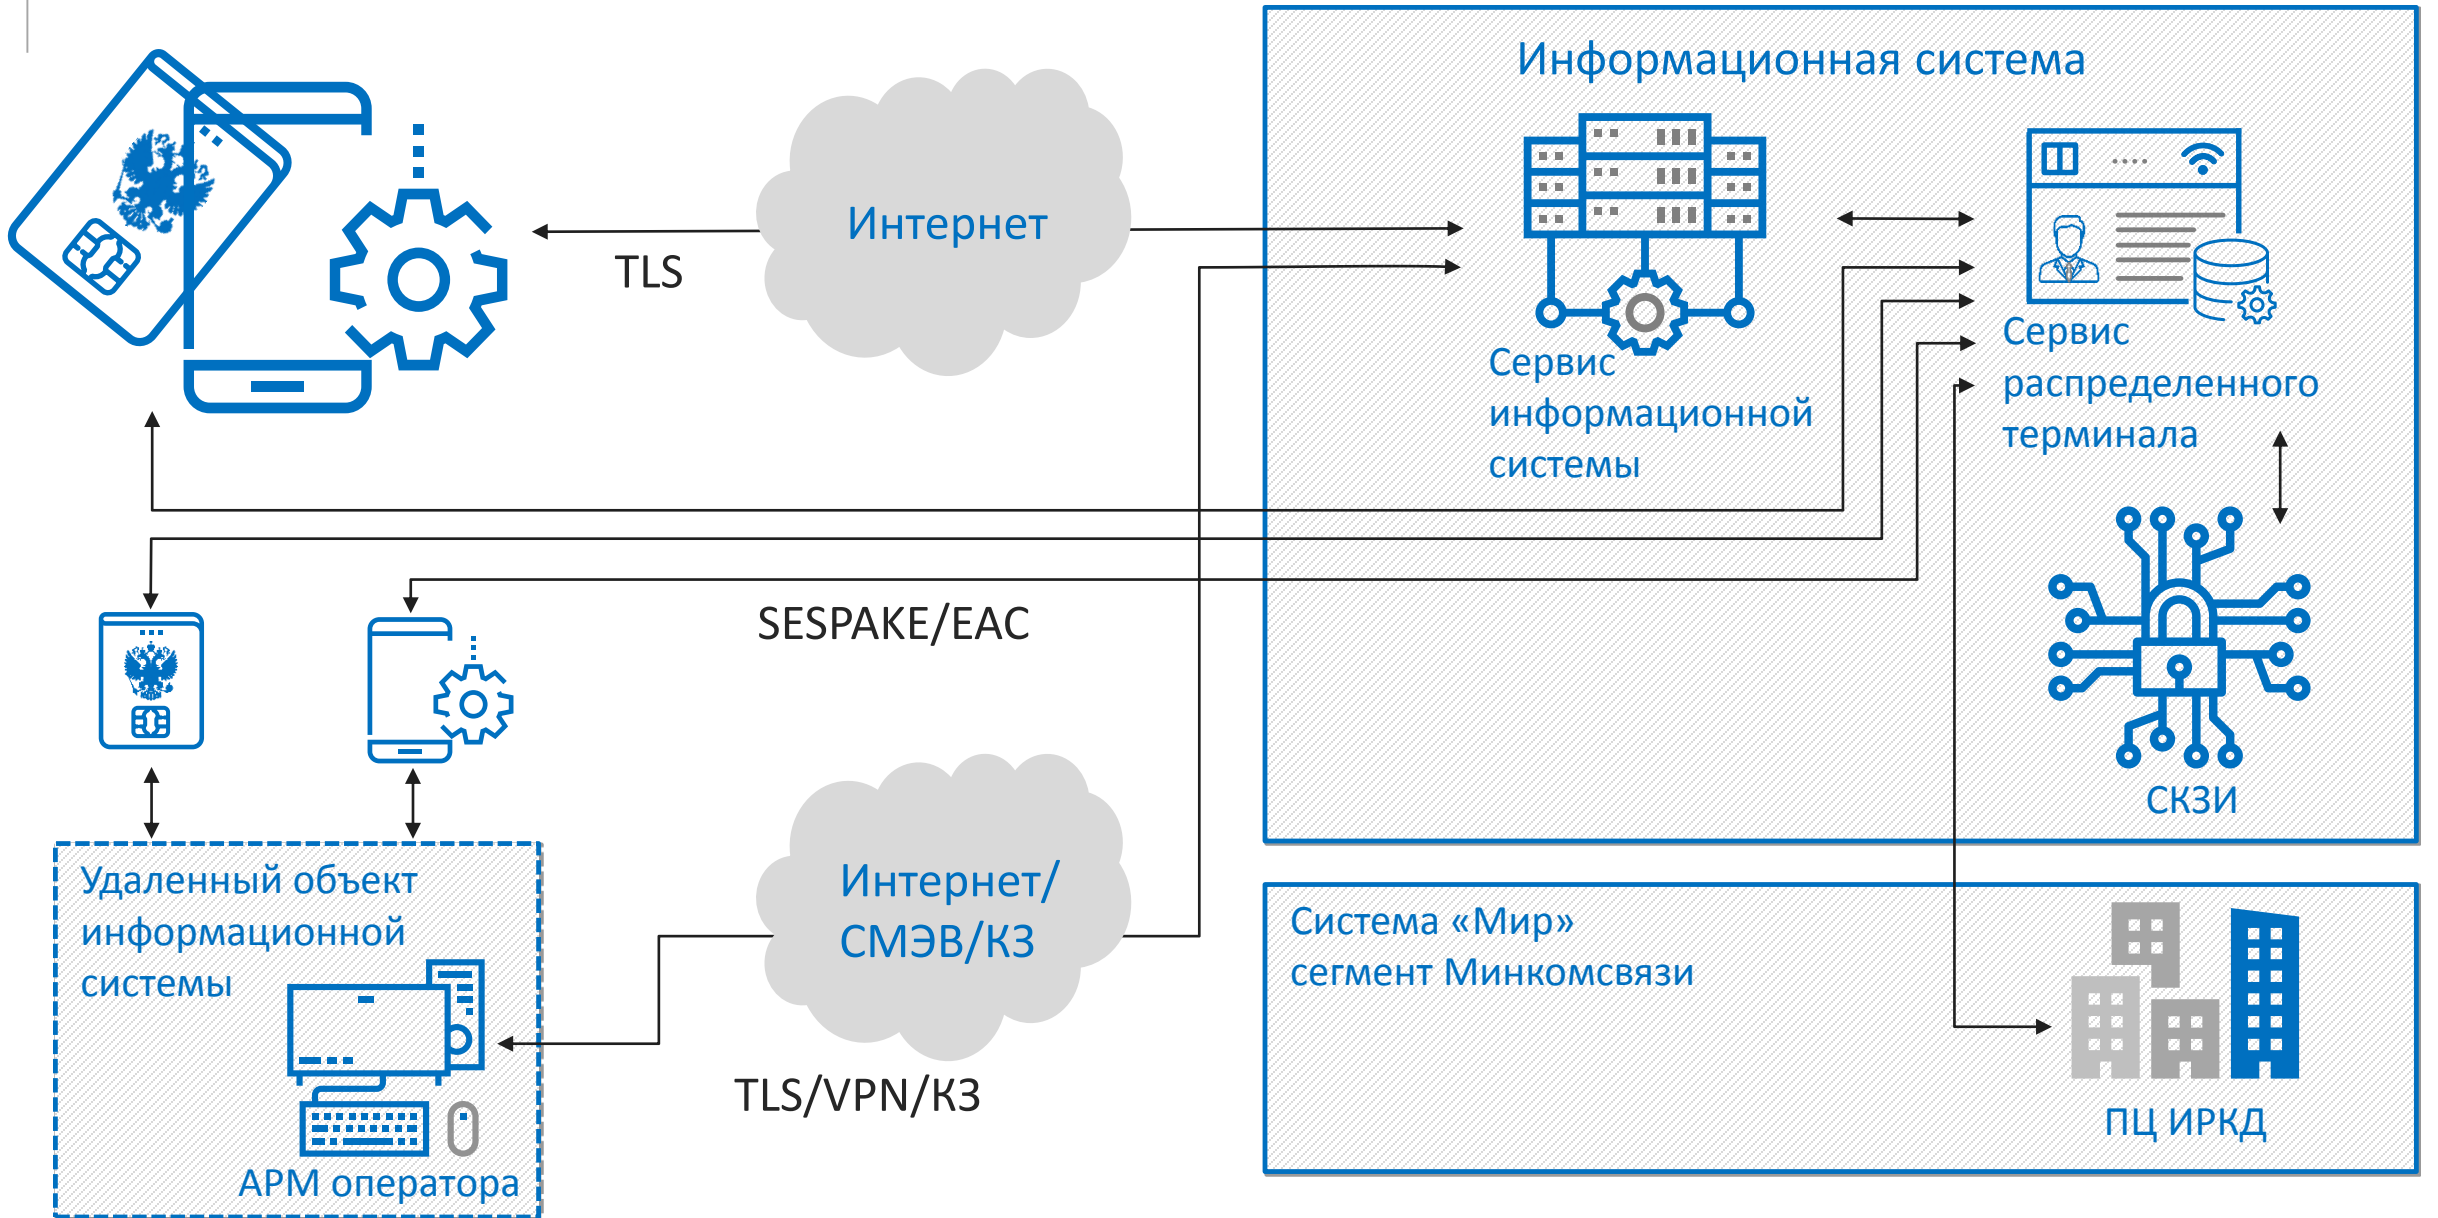 Информационная система
Интернет
TLS
Сервис
информационной
системы
Сервис
распределенного
терминала
SESPAKE/EAC
СКЗИ
Удаленный объект
информационной
системы
АРМ оператора
Интернет/
СМЭВ/КЗ
TLS/VPN/КЗ
Система «Мир»
сегмент Минкомсвязи
ПЦ ИРКД